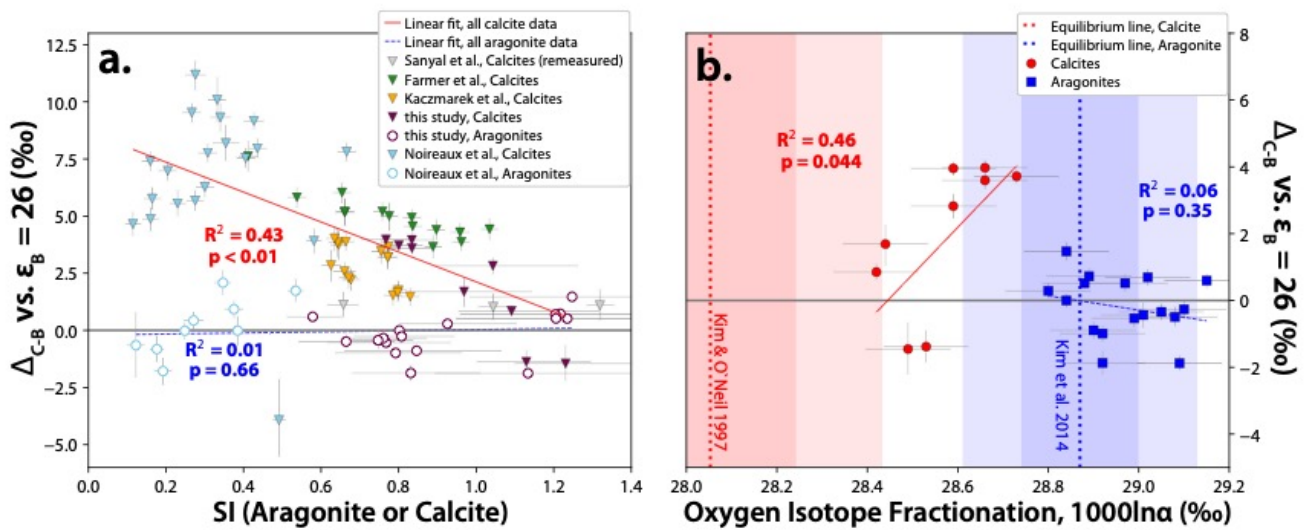 a.
Linear fit, all calcite data
Linear fit, all aragonite data
Sanyal et al., Calcites (remeasured)
Farmer et al., Calcites
Kaczmarek et al., Calcites
this study, Calcites
this study, Aragonites
Noireaux et al., Calcites
Noireaux et al., Aragonites
12.5
10.0
7.5
5.0
2.5
0.0
−2.5
−5.0
ΔC-B vs. εB = 26 (‰)
R² = 0.43
p < 0.01
R² = 0.01
p = 0.66
0.0 0.2 0.4 0.6 0.8 1.0 1.2 1.4
SI (Aragonite or Calcite)
b.
Equilibrium line, Calcite
Equilibrium line, Aragonite
Calcites
Aragonites
R² = 0.46
p = 0.044
R² = 0.06
p = 0.35
Kim & O`Neil 1997
Kim et al. 2014
8
6
4
2
0
−2
−4
ΔC-B vs. εB = 26 (‰)
28.0 28.2 28.4 28.6 28.8 29.0 29.2
Oxygen Isotope Fractionation, 1000lnα (‰)